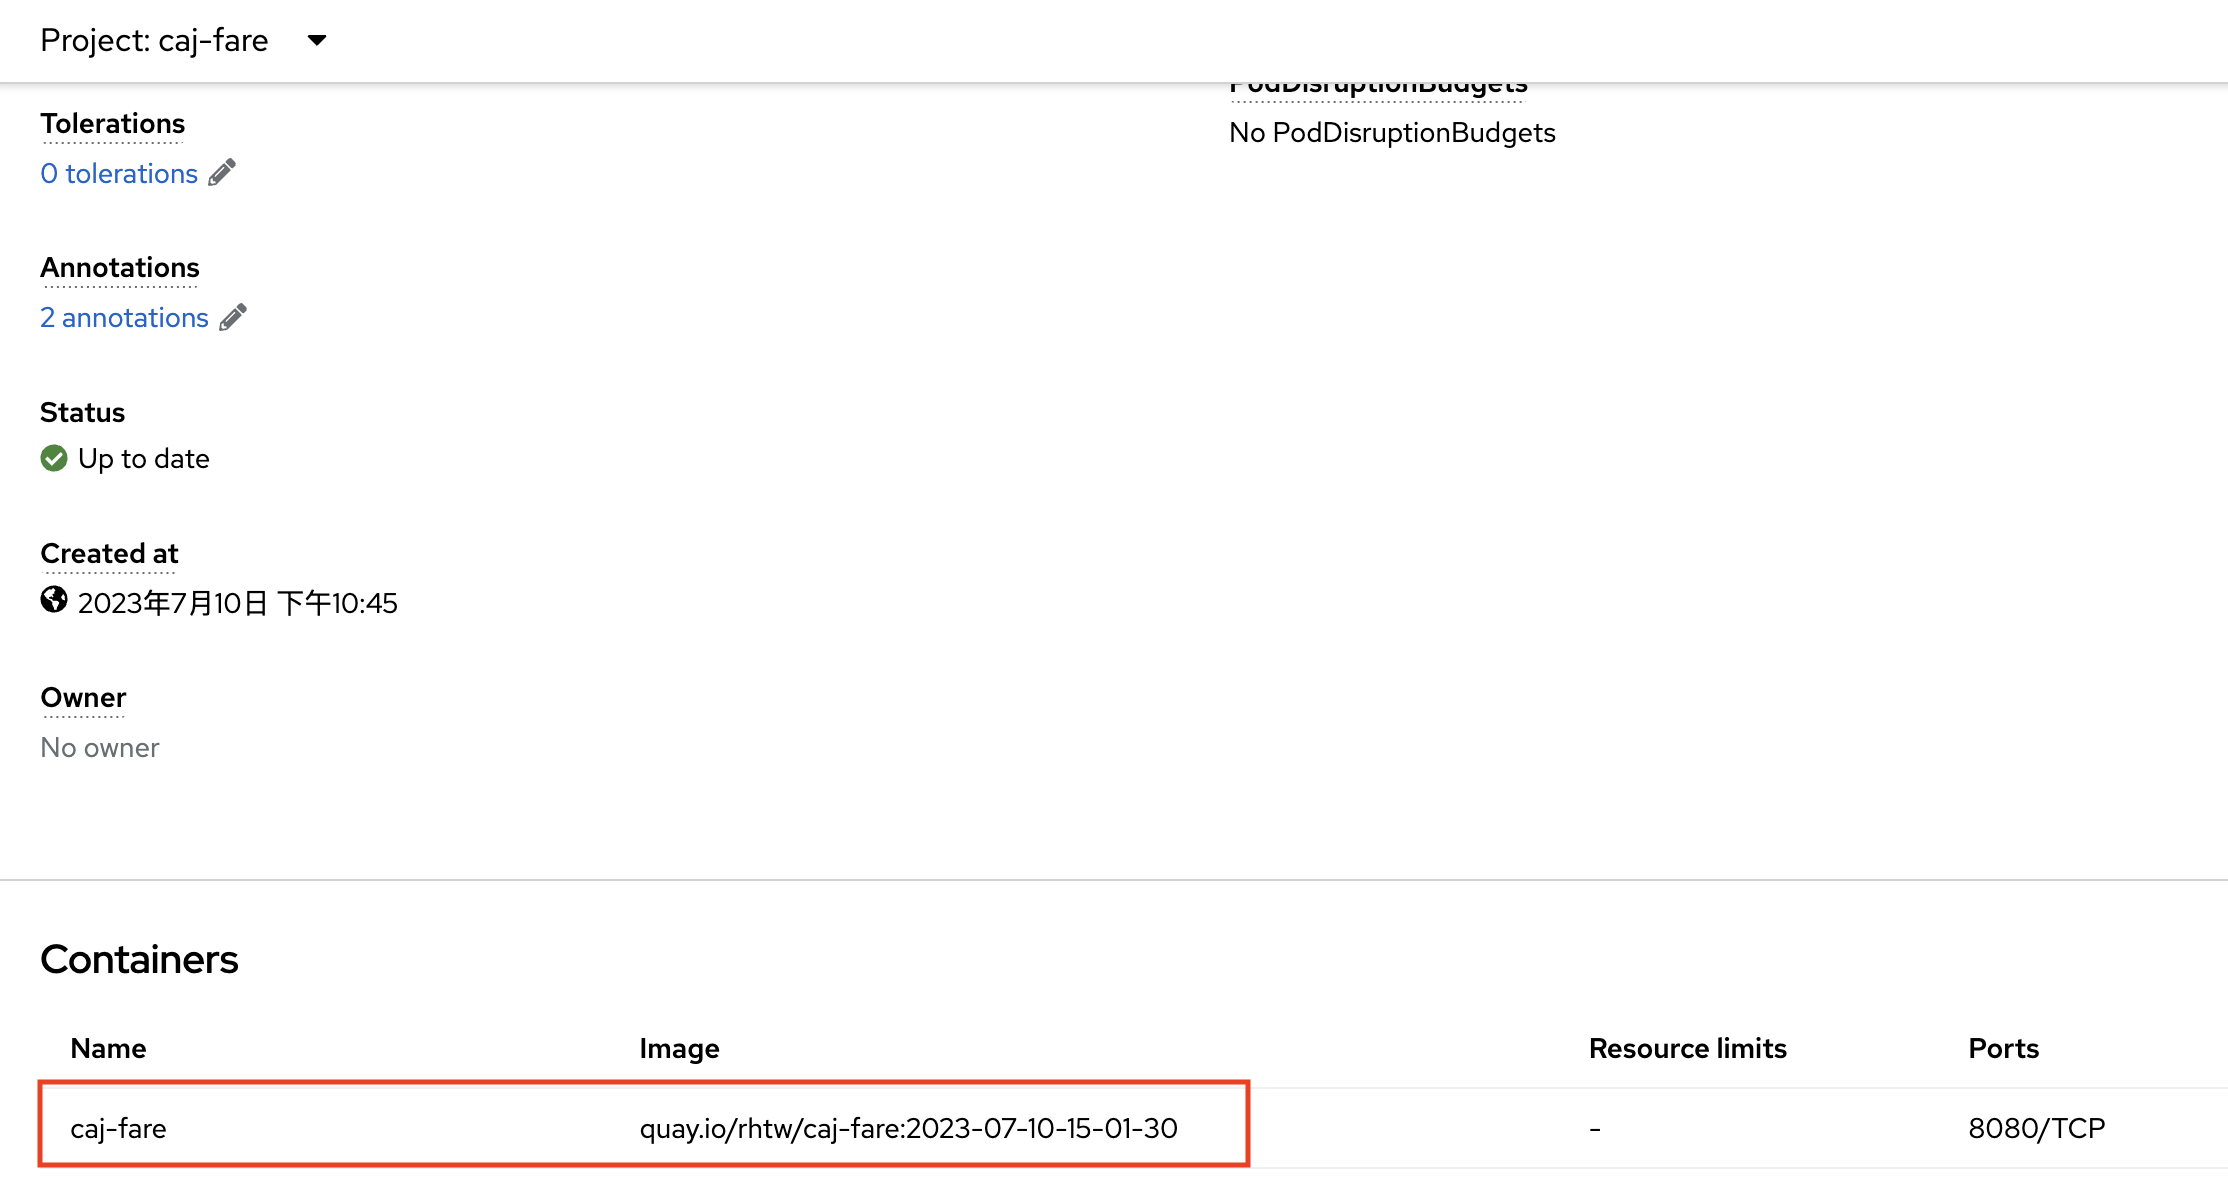 Project: caj-fare
PodDisruptionBudgets
No PodDisruptionBudgets
Tolerations
0 tolerations
Annotations
2 annotations
Status
Up to date
Created at
2023年7月10日 下午10:45
Owner
No owner
Containers
Name Image Resource limits Ports
caj-fare quay.io/rhtw/caj-fare:2023-07-10-15-01-30 - 8080/TCP